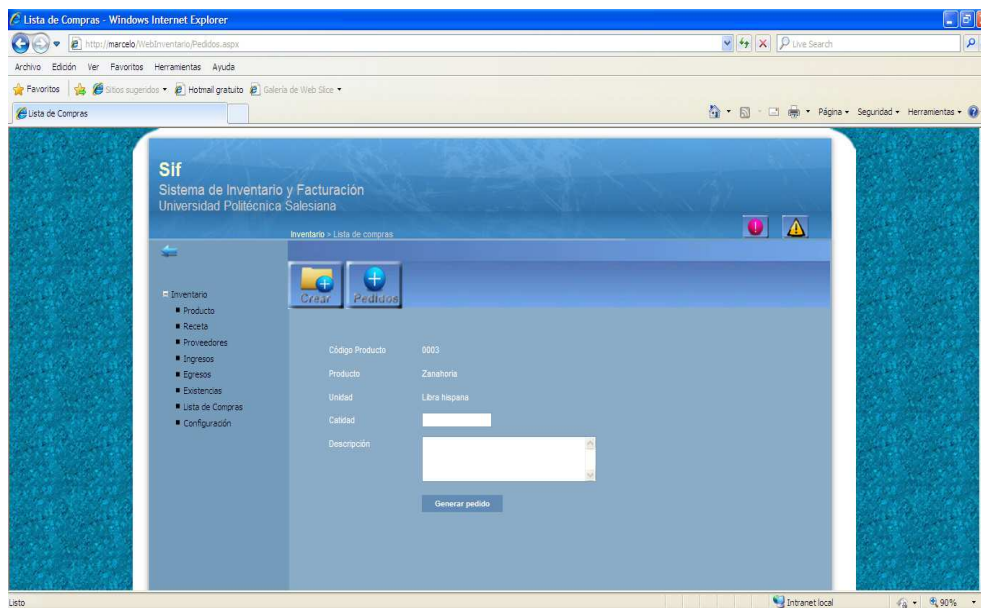 Lista de Compras - Windows Internet Explorer
http://marcelo/WebInventario/Pedidos.aspx
Live Search
Archivo Edición Ver Favoritos Herramientas Ayuda
Favoritos Sitios sugeridos Hotmail gratuito Galería de Web Slice
Lista de Compras
Página Seguridad Herramientas
Sif
Sistema de Inventario y Facturación
Universidad Politécnica Salesiana
Inventario > Lista de compras
Crear Pedidos
Inventario
Producto
Receta
Proveedores
Ingresos
Egresos
Existencias
Lista de Compras
Configuración
Código Producto 0003
Producto Zanahoria
Unidad Libra hispana
Catidad
Descripción
Generar pedido
Listo
Intranet local
90%